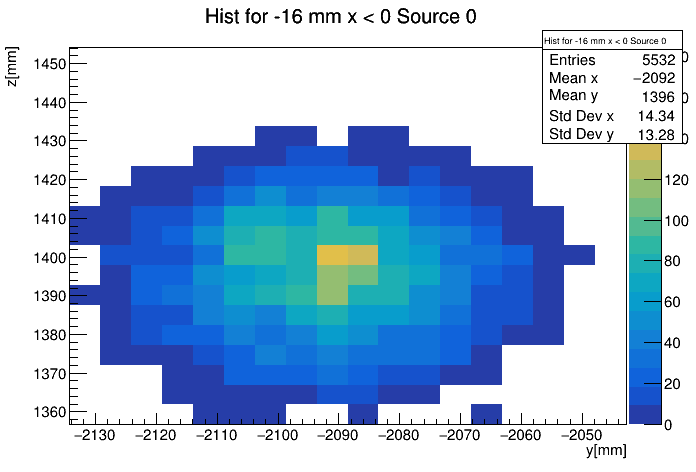 Hist for -16 mm x < 0 Source 0
Hist for -16 mm x < 0 Source 0
Entries 5532
Mean x −2092
Mean y 1396
Std Dev x 14.34
Std Dev y 13.28
z[mm]
1450
1440
1430
1420
1410
1400
1390
1380
1370
1360
120
100
80
60
40
20
0
−2130 −2120 −2110 −2100 −2090 −2080 −2070 −2060 −2050
y[mm]